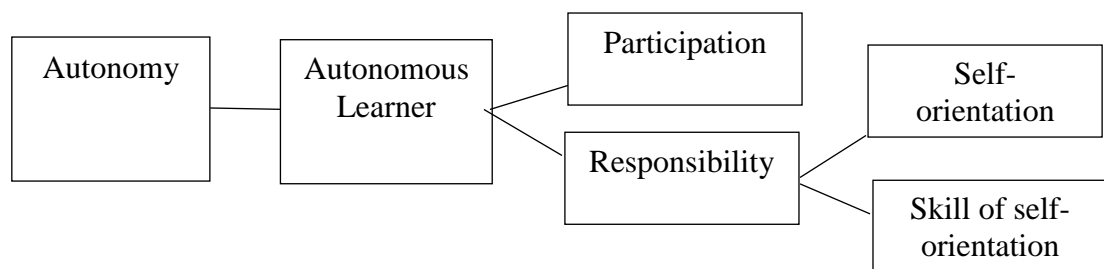 Autonomy
Autonomous
Learner
Participation
Responsibility
Self-
orientation
Skill of self-
orientation